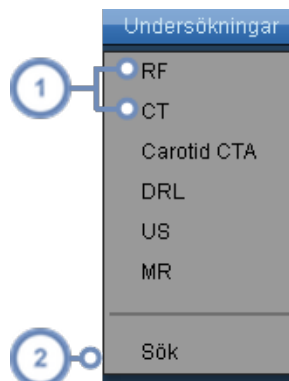 Undersökningar
1
RF
CT
Carotid CTA
DRL
US
MR
2
Sök